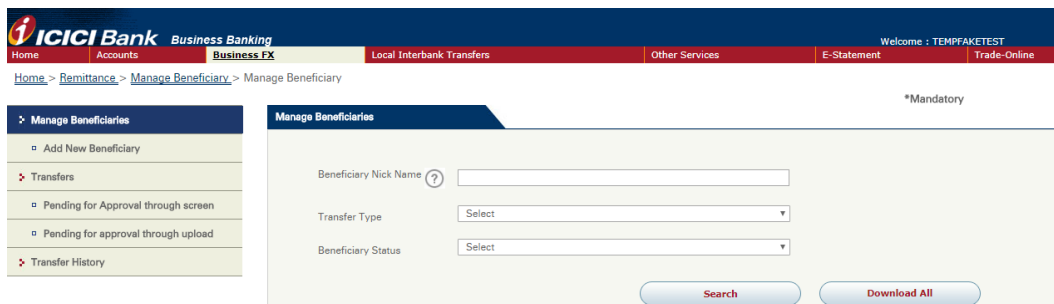 ICICI Bank Business Banking
Welcome : TEMPFAKETEST
Home Accounts Business FX Local Interbank Transfers Other Services E-Statement Trade-Online
Home > Remittance > Manage Beneficiary > Manage Beneficiary
*Mandatory
Manage Beneficiaries
Add New Beneficiary
Transfers
Pending for Approval through screen
Pending for approval through upload
Transfer History
Manage Beneficiaries
Beneficiary Nick Name ?
Transfer Type Select
Beneficiary Status Select
Search Download All